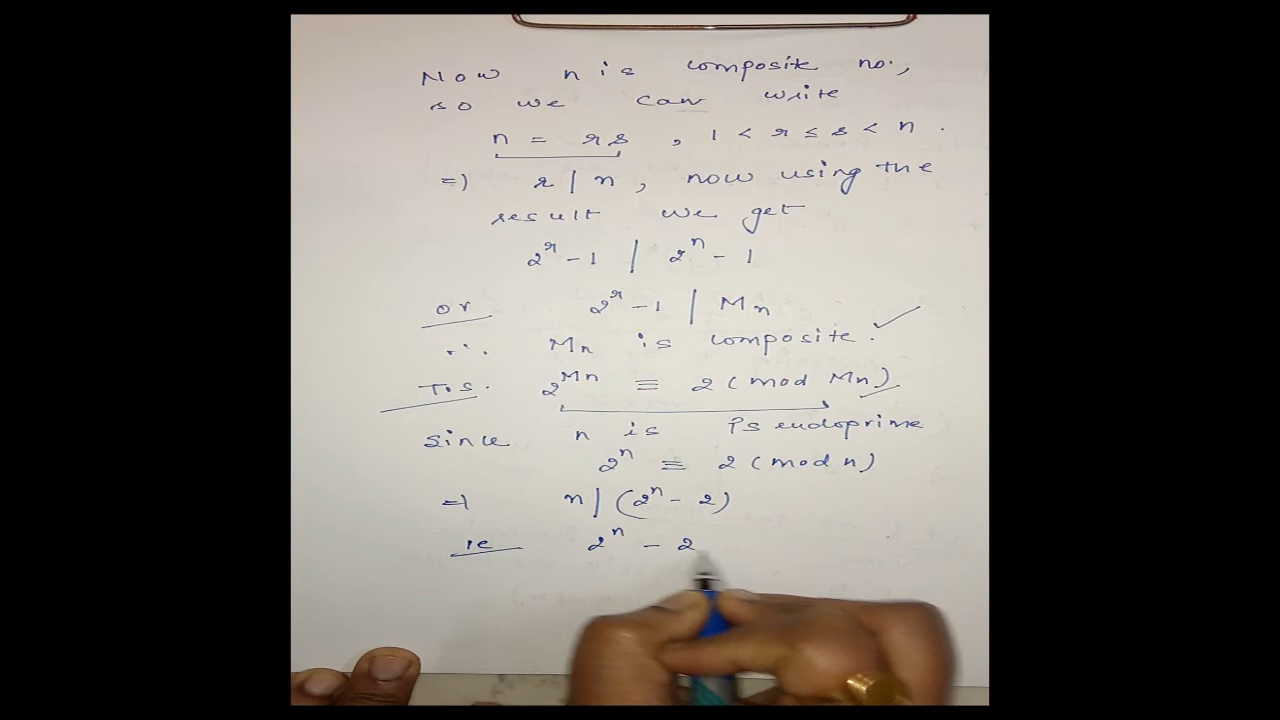 Now n is composite no.,
so we can write
n = rs , 1 < r ≤ s < n.
=) r | n, now using the
result we get
2^r - 1 | 2^n - 1
or 2^r - 1 | Mn
∴ Mn is composite. ✓
T.S. 2^Mn ≡ 2 (mod Mn)
Since n is Pseudoprime
2^n ≡ 2 (mod n)
=) n | (2^n - 2)
ie 2^n - 2